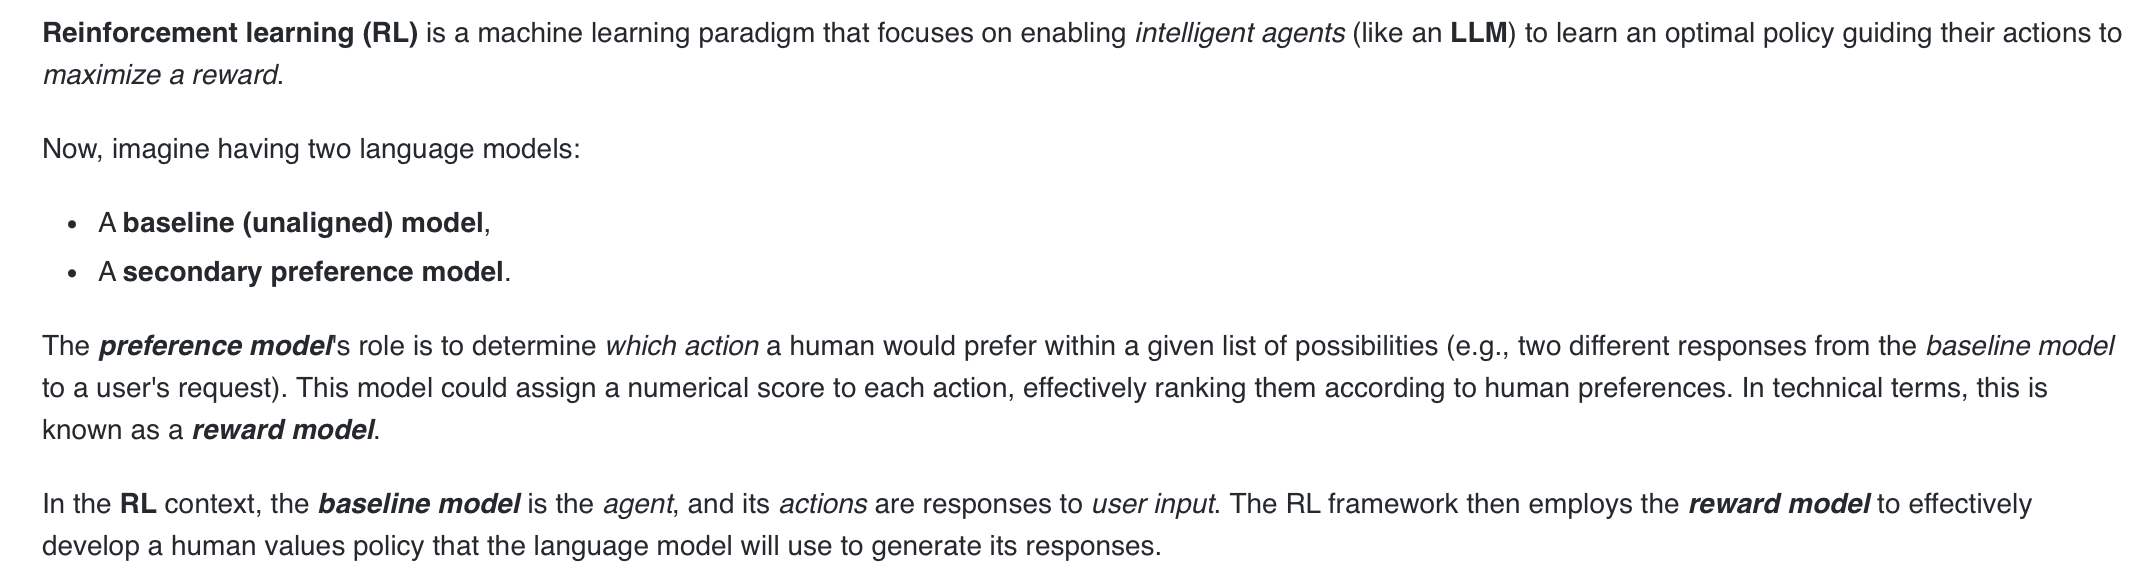 Reinforcement learning (RL) is a machine learning paradigm that focuses on enabling intelligent agents (like an LLM) to learn an optimal policy guiding their actions to
maximize a reward.
Now, imagine having two language models:
• A baseline (unaligned) model,
• A secondary preference model.
The preference model's role is to determine which action a human would prefer within a given list of possibilities (e.g., two different responses from the baseline model
to a user's request). This model could assign a numerical score to each action, effectively ranking them according to human preferences. In technical terms, this is
known as a reward model.
In the RL context, the baseline model is the agent, and its actions are responses to user input. The RL framework then employs the reward model to effectively
develop a human values policy that the language model will use to generate its responses.